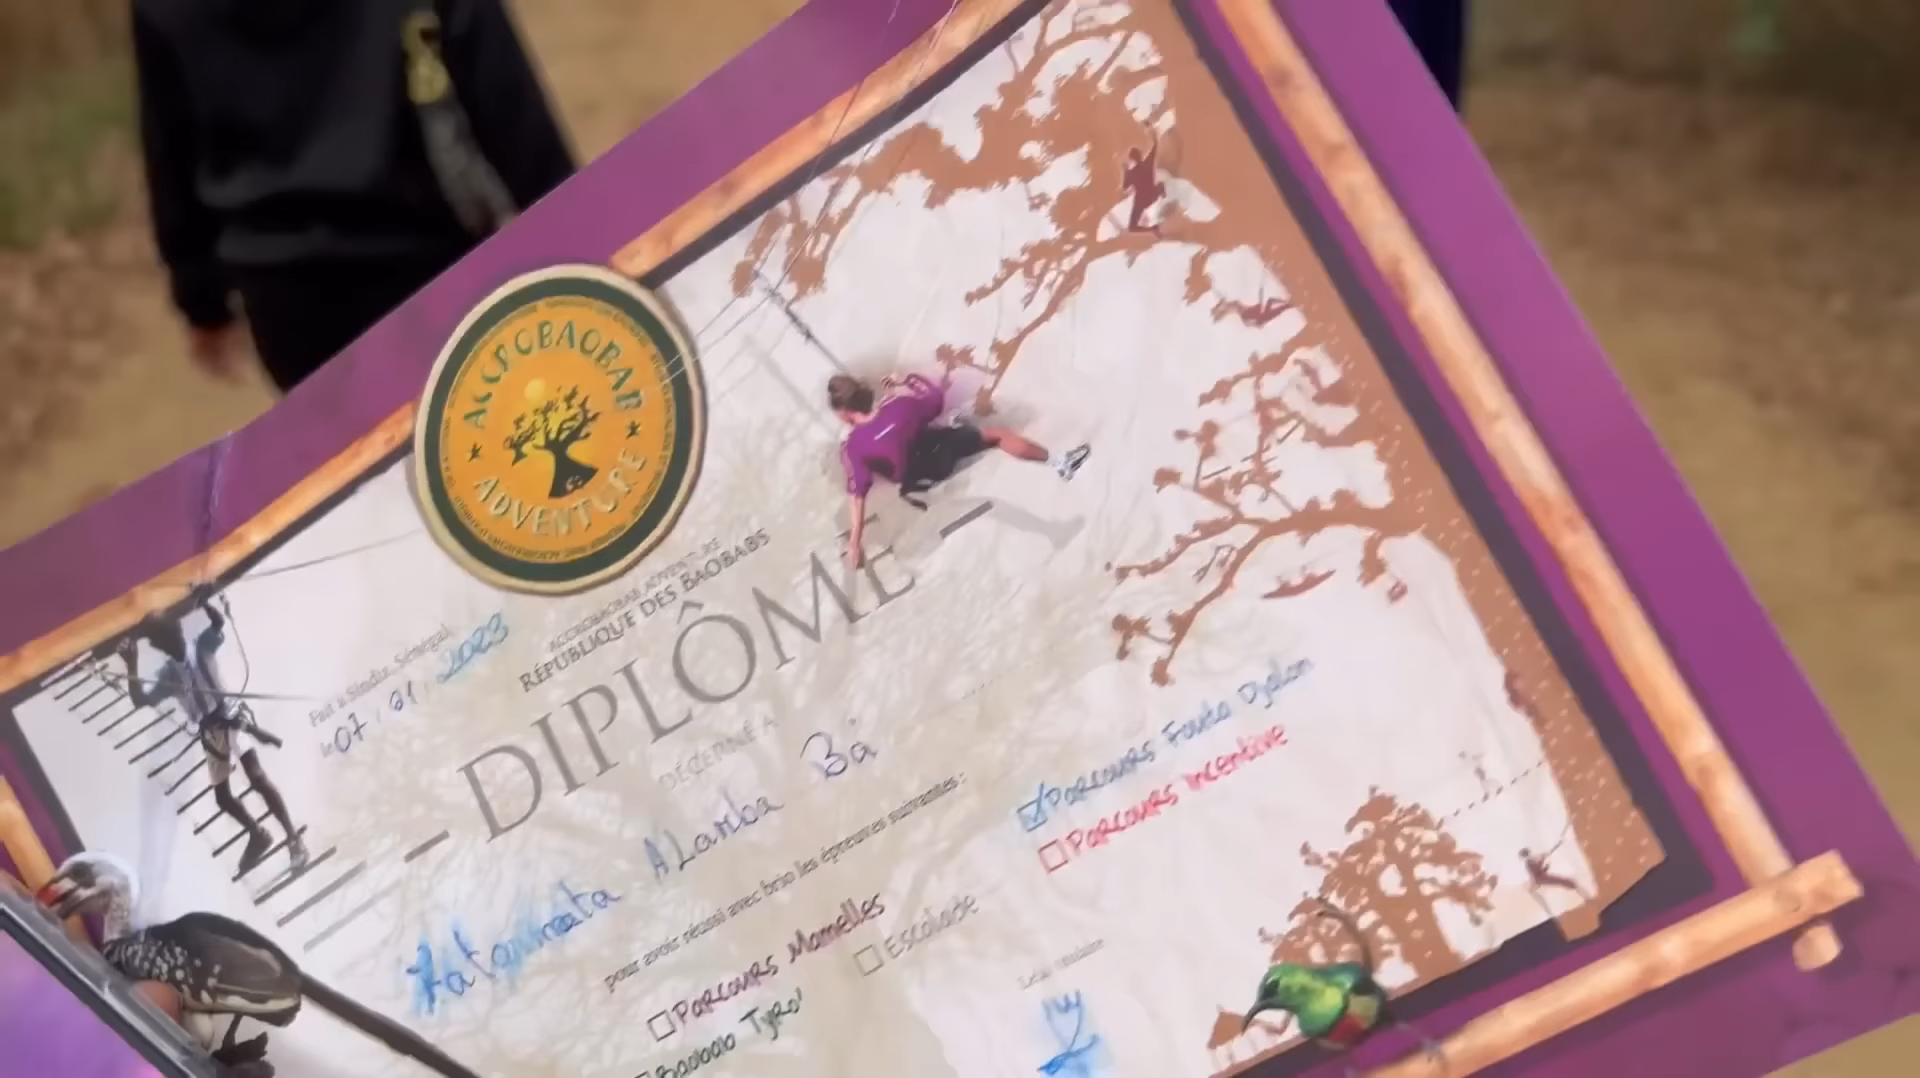 ACCROBAOBAB
ADVENTURE
Fait à Sindia, Sénégal
le 07 / 01 / 2023
ACCROBAOBAB ADVENTURE
RÉPUBLIQUE DES BAOBABS
— DIPLÔME —
DÉCERNÉ À
Fatoumata ALamba Bâ
pour avoir réussi avec brio les épreuves suivantes :
Parcours Mamelles
Baobab Tyro'
Escalade
Parcours Fouta Djalon
Parcours incentive